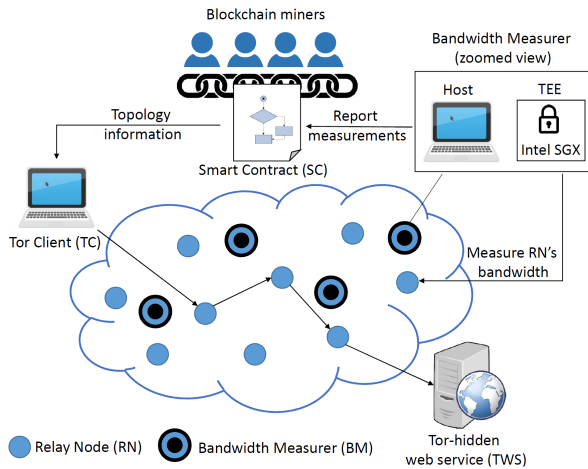 Blockchain miners
Bandwidth Measurer
(zoomed view)
Host
TEE
Intel SGX
Topology
information
Report
measurements
Smart Contract (SC)
Tor Client (TC)
Measure RN's
bandwidth
Tor-hidden
web service (TWS)
Relay Node (RN)
Bandwidth Measurer (BM)